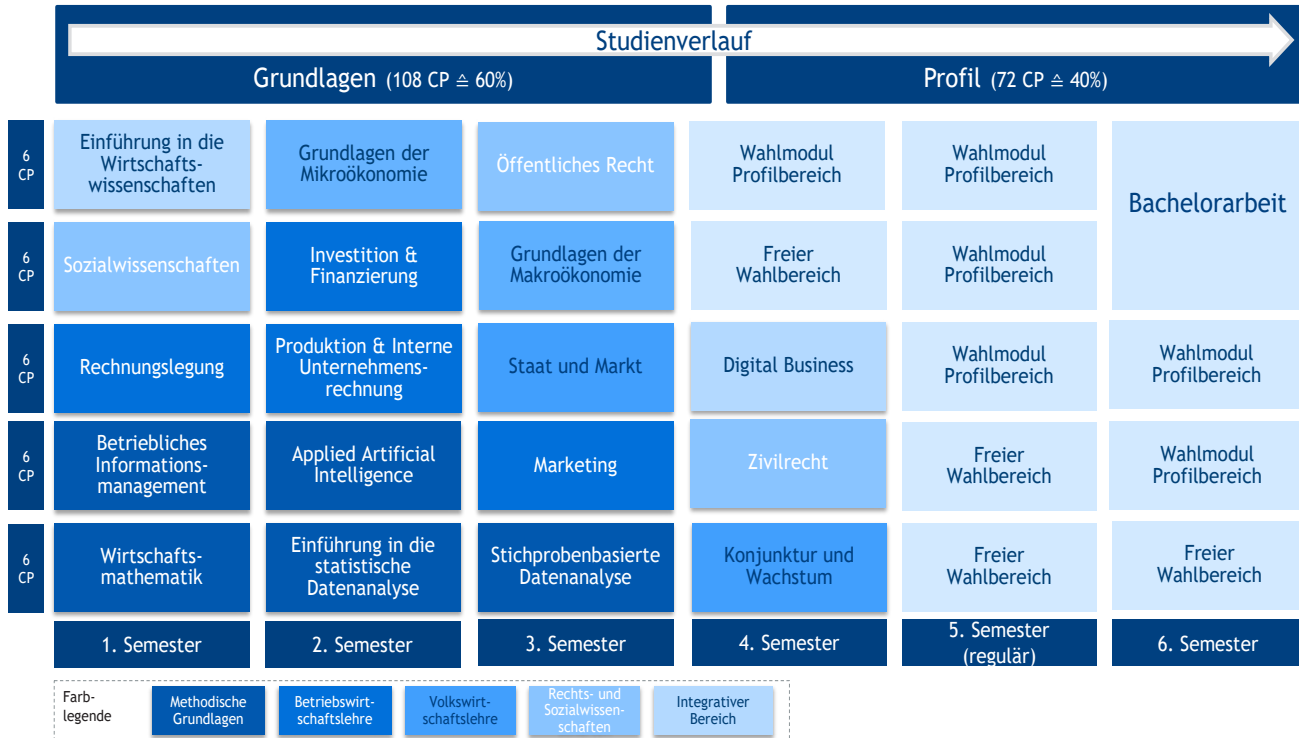 Studienverlauf
Grundlagen (108 CP ≙ 60%)
Profil (72 CP ≙ 40%)
6
CP
Einführung in die
Wirtschafts-
wissenschaften
Grundlagen der
Mikroökonomie
Öffentliches Recht
Wahlmodul
Profilbereich
Wahlmodul
Profilbereich
Bachelorarbeit
6
CP
Sozialwissenschaften
Investition &
Finanzierung
Grundlagen der
Makroökonomie
Freier
Wahlbereich
Wahlmodul
Profilbereich
6
CP
Rechnungslegung
Produktion & Interne
Unternehmens-
rechnung
Staat und Markt
Digital Business
Wahlmodul
Profilbereich
Wahlmodul
Profilbereich
6
CP
Betriebliches
Informations-
management
Applied Artificial
Intelligence
Marketing
Zivilrecht
Freier
Wahlbereich
Wahlmodul
Profilbereich
6
CP
Wirtschafts-
mathematik
Einführung in die
statistische
Datenanalyse
Stichprobenbasierte
Datenanalyse
Konjunktur und
Wachstum
Freier
Wahlbereich
Freier
Wahlbereich
1. Semester
2. Semester
3. Semester
4. Semester
5. Semester
(regulär)
6. Semester
Farb-
legende
Methodische
Grundlagen
Betriebswirt-
schaftslehre
Volkswirt-
schaftslehre
Rechts- und
Sozialwissen-
schaften
Integrativer
Bereich